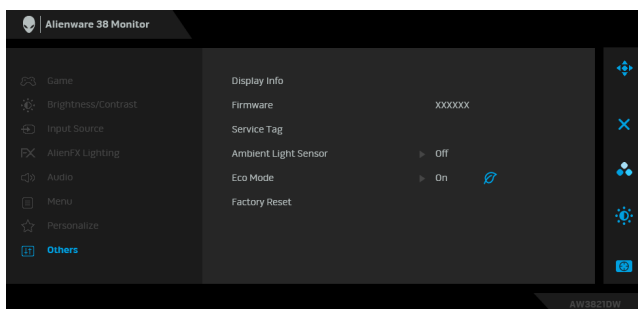 Alienware 38 Monitor
Game
Brightness/Contrast
Input Source
AlienFX Lighting
Audio
Menu
Personalize
Others
Display Info
Firmware XXXXXX
Service Tag
Ambient Light Sensor Off
Eco Mode On
Factory Reset
AW3821DW